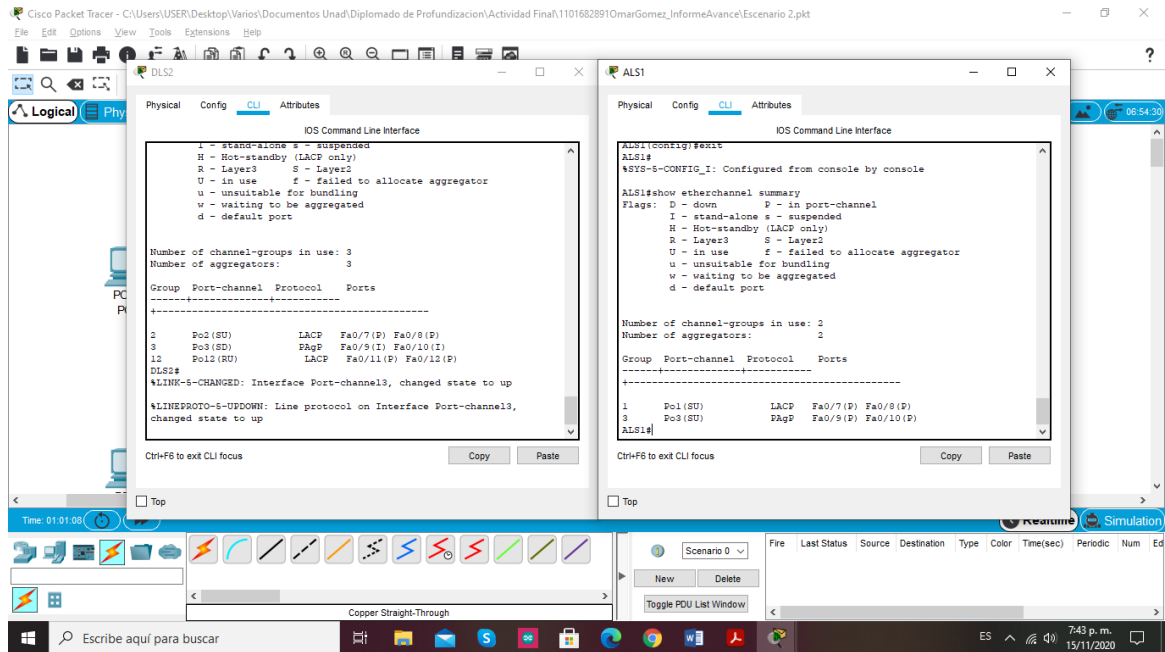 Cisco Packet Tracer - C:\Users\USER\Desktop\Varios\Documentos Unad\Diplomado de Profundizacion\Actividad Final\1101682891OmarGomez_InformeAvance\Escenario 2.pkt
File Edit Options View Tools Extensions Help
?
Logical Phy
06:54:30
DLS2
Physical Config CLI Attributes
IOS Command Line Interface
I - stand-alone s - suspended
H - Hot-standby (LACP only)
R - Layer3 S - Layer2
U - in use f - failed to allocate aggregator
u - unsuitable for bundling
w - waiting to be aggregated
d - default port
Number of channel-groups in use: 3
Number of aggregators: 3
Group Port-channel Protocol Ports
------+-------------+-----------
+----------------------------------------------
2 Po2(SU) LACP Fa0/7(P) Fa0/8(P)
3 Po3(SD) PAgP Fa0/9(I) Fa0/10(I)
12 Po12(RU) LACP Fa0/11(P) Fa0/12(P)
DLS2#
%LINK-5-CHANGED: Interface Port-channel3, changed state to up
%LINEPROTO-5-UPDOWN: Line protocol on Interface Port-channel3,
changed state to up
Ctrl+F6 to exit CLI focus
Copy Paste
Top
ALS1
Physical Config CLI Attributes
IOS Command Line Interface
ALS1(config)#exit
ALS1#
%SYS-5-CONFIG_I: Configured from console by console
ALS1#show etherchannel summary
Flags: D - down P - in port-channel
I - stand-alone s - suspended
H - Hot-standby (LACP only)
R - Layer3 S - Layer2
U - in use f - failed to allocate aggregator
u - unsuitable for bundling
w - waiting to be aggregated
d - default port
Number of channel-groups in use: 2
Number of aggregators: 2
Group Port-channel Protocol Ports
------+-------------+-----------
+----------------------------------------------
1 Po1(SU) LACP Fa0/7(P) Fa0/8(P)
3 Po3(SU) PAgP Fa0/9(P) Fa0/10(P)
ALS1#
Ctrl+F6 to exit CLI focus
Copy Paste
Top
PC
P
Time: 01:01:08
Realtime Simulation
Scenario 0
New Delete
Toggle PDU List Window
Fire Last Status Source Destination Type Color Time(sec) Periodic Num Ed
Copper Straight-Through
Escribe aquí para buscar
ES
7:43 p. m.
15/11/2020